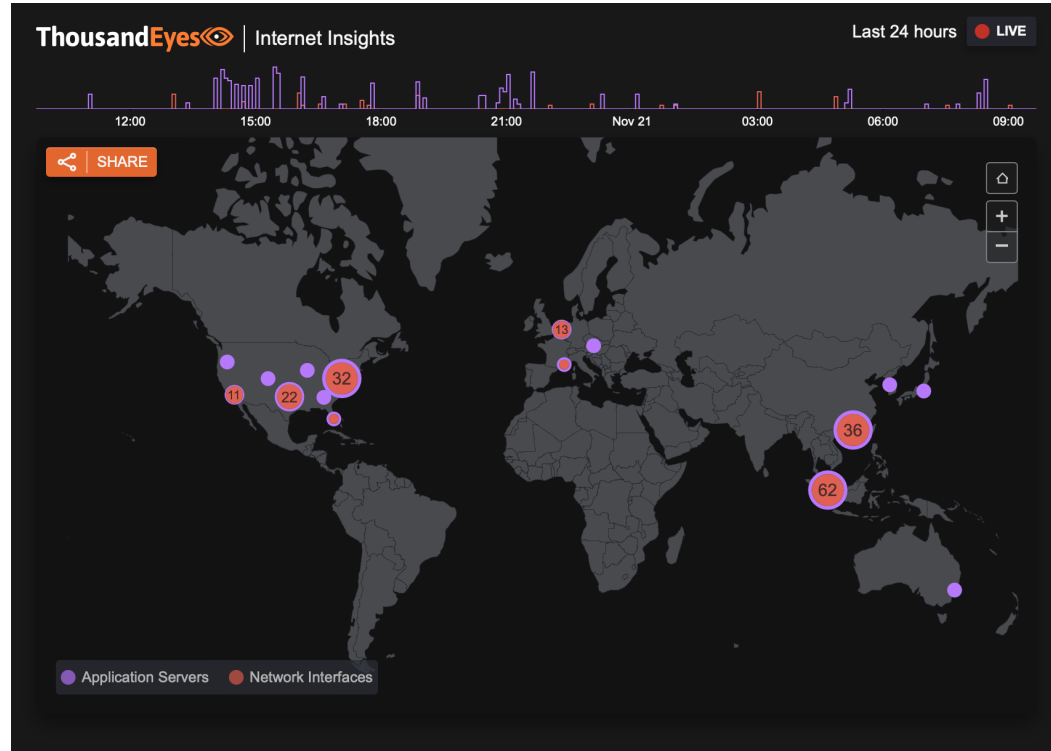 ThousandEyes | Internet Insights
Last 24 hours
LIVE
12:00 15:00 18:00 21:00 Nov 21 03:00 06:00 09:00
SHARE
+
−
13
32
11
22
36
62
Application Servers Network Interfaces